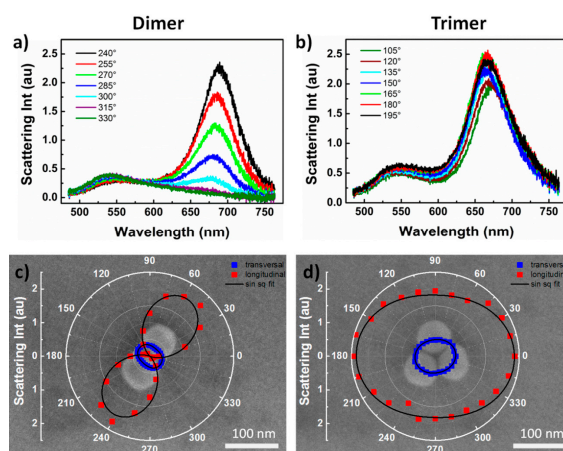 Dimer
Trimer
a)
Scattering Int (au)
2.5
2.0
1.5
1.0
0.5
0.0
240°
255°
270°
285°
300°
315°
330°
500 550 600 650 700 750
Wavelength (nm)
b)
Scattering Int (au)
2.5
2.0
1.5
1.0
0.5
0.0
105°
120°
135°
150°
165°
180°
195°
500 550 600 650 700 750
Wavelength (nm)
c)
Scattering Int (au)
2
1
0
1
2
90
120
60
150
30
180
0
210
330
240
300
270
transversal
longitudinal
sin sq fit
100 nm
d)
Scattering Int (au)
2
1
0
1
2
90
120
60
150
30
180
0
210
330
240
300
270
transversal
longitudinal
sin sq fit
100 nm